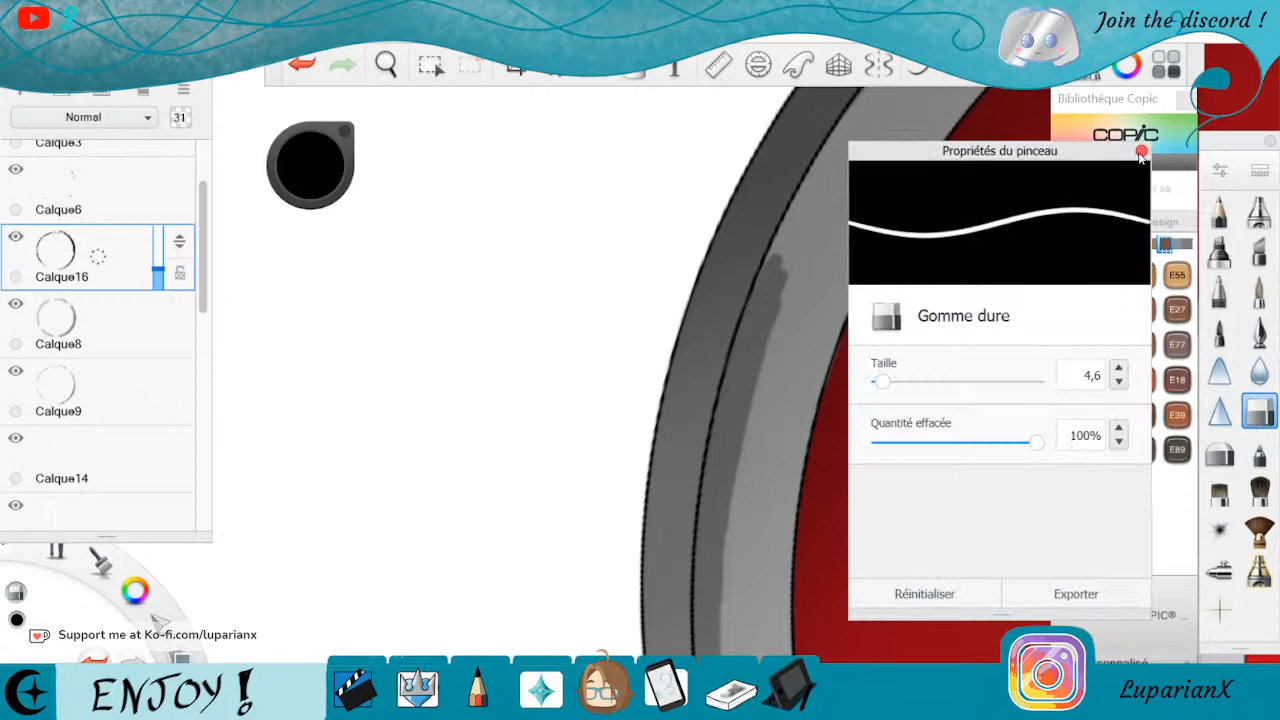 Join the discord !
Normal
31
Calque3
Calque6
Calque16
Calque8
Calque9
Calque14
Bibliothèque Copic
COPIC
Propriétés du pinceau
Gomme dure
Taille
4,6
Quantité effacée
100%
Réinitialiser
Exporter
E55
E27
E77
E18
E39
E89
Support me at Ko-fi.com/luparianx
ENJOY !
LuparianX